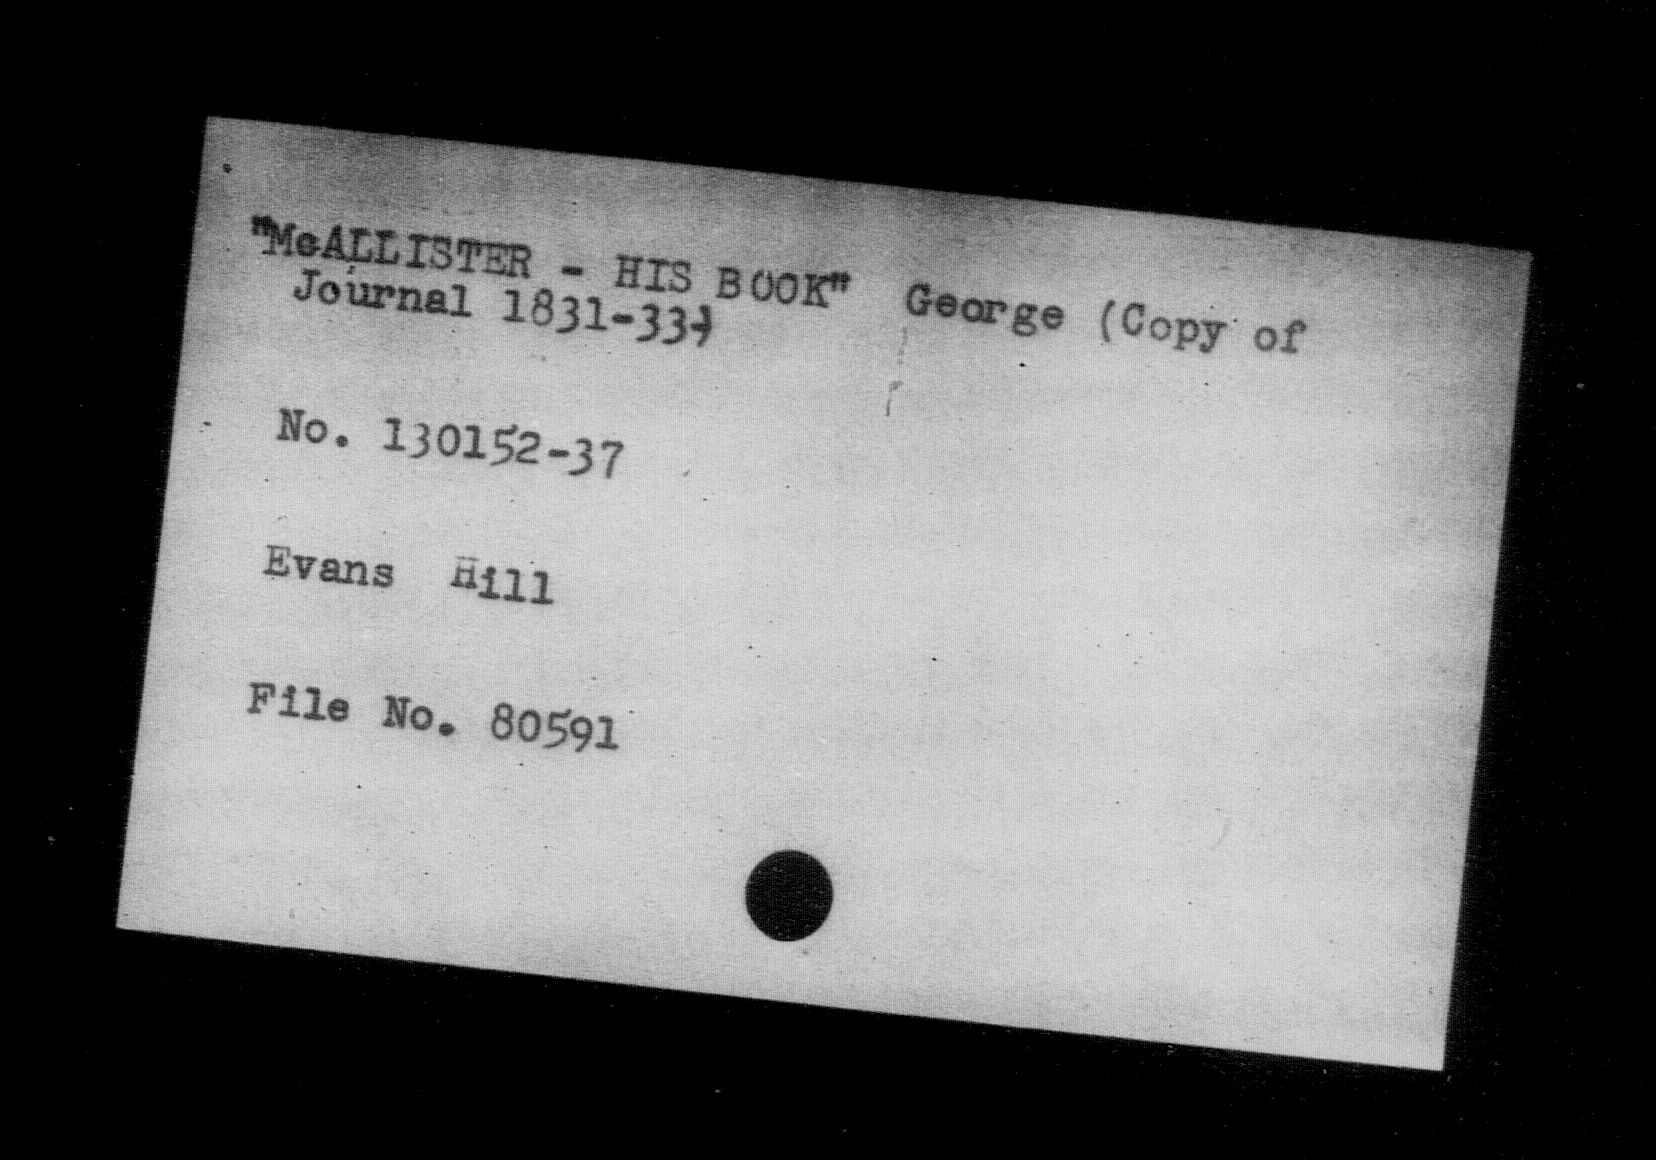 "McALLISTER - HIS BOOK" George (Copy of
Journal 1831-33)
No. 130152-37
Evans Hill
File No. 80591